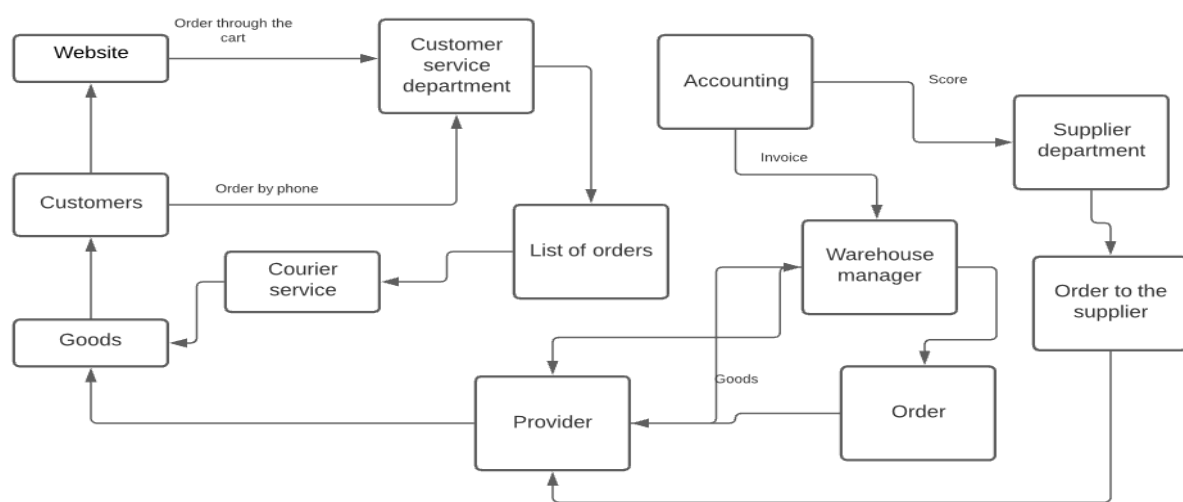 Order through the
cart
Website
Customer
service
department
Accounting
Score
Supplier
department
Invoice
Customers
Order by phone
List of orders
Warehouse
manager
Courier
service
Order to the
supplier
Goods
Goods
Provider
Order